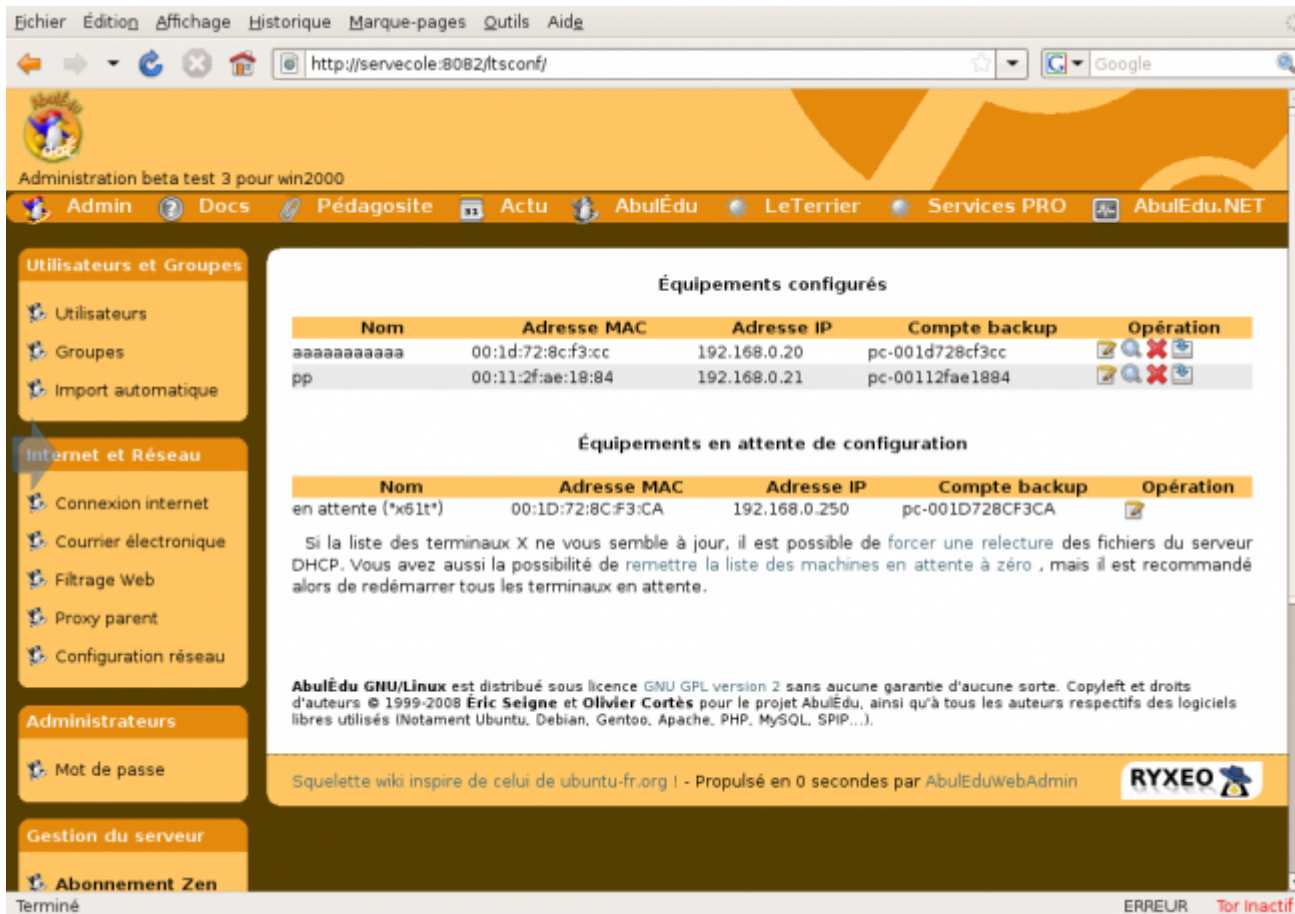 Fichier Édition Affichage Historique Marque-pages Outils Aide
http://servecole:8082/ltsconf/
Google
AbulÉdu
doc
Administration beta test 3 pour win2000
Admin Docs Pédagosite Actu AbulÉdu LeTerrier Services PRO AbulEdu.NET
Utilisateurs et Groupes
Utilisateurs
Groupes
Import automatique
Internet et Réseau
Connexion internet
Courrier électronique
Filtrage Web
Proxy parent
Configuration réseau
Administrateurs
Mot de passe
Gestion du serveur
Abonnement Zen
Équipements configurés
Nom Adresse MAC Adresse IP Compte backup Opération
aaaaaaaaaaa 00:1d:72:8c:f3:cc 192.168.0.20 pc-001d728cf3cc
pp 00:11:2f:ae:18:84 192.168.0.21 pc-00112fae1884
Équipements en attente de configuration
Nom Adresse MAC Adresse IP Compte backup Opération
en attente ("x61t") 00:1D:72:8C:F3:CA 192.168.0.250 pc-001D728CF3CA
Si la liste des terminaux X ne vous semble à jour, il est possible de forcer une relecture des fichiers du serveur
DHCP. Vous avez aussi la possibilité de remettre la liste des machines en attente à zéro , mais il est recommandé
alors de redémarrer tous les terminaux en attente.
AbulÉdu GNU/Linux est distribué sous licence GNU GPL version 2 sans aucune garantie d'aucune sorte. Copyleft et droits
d'auteurs © 1999-2008 Éric Seigne et Olivier Cortès pour le projet AbulÉdu, ainsi qu'à tous les auteurs respectifs des logiciels
libres utilisés (Notament Ubuntu, Debian, Gentoo, Apache, PHP, MySQL, SPIP...).
Squelette wiki inspire de celui de ubuntu-fr.org ! - Propulsé en 0 secondes par AbulEduWebAdmin
RYXEO
Terminé
ERREUR Tor Inactif